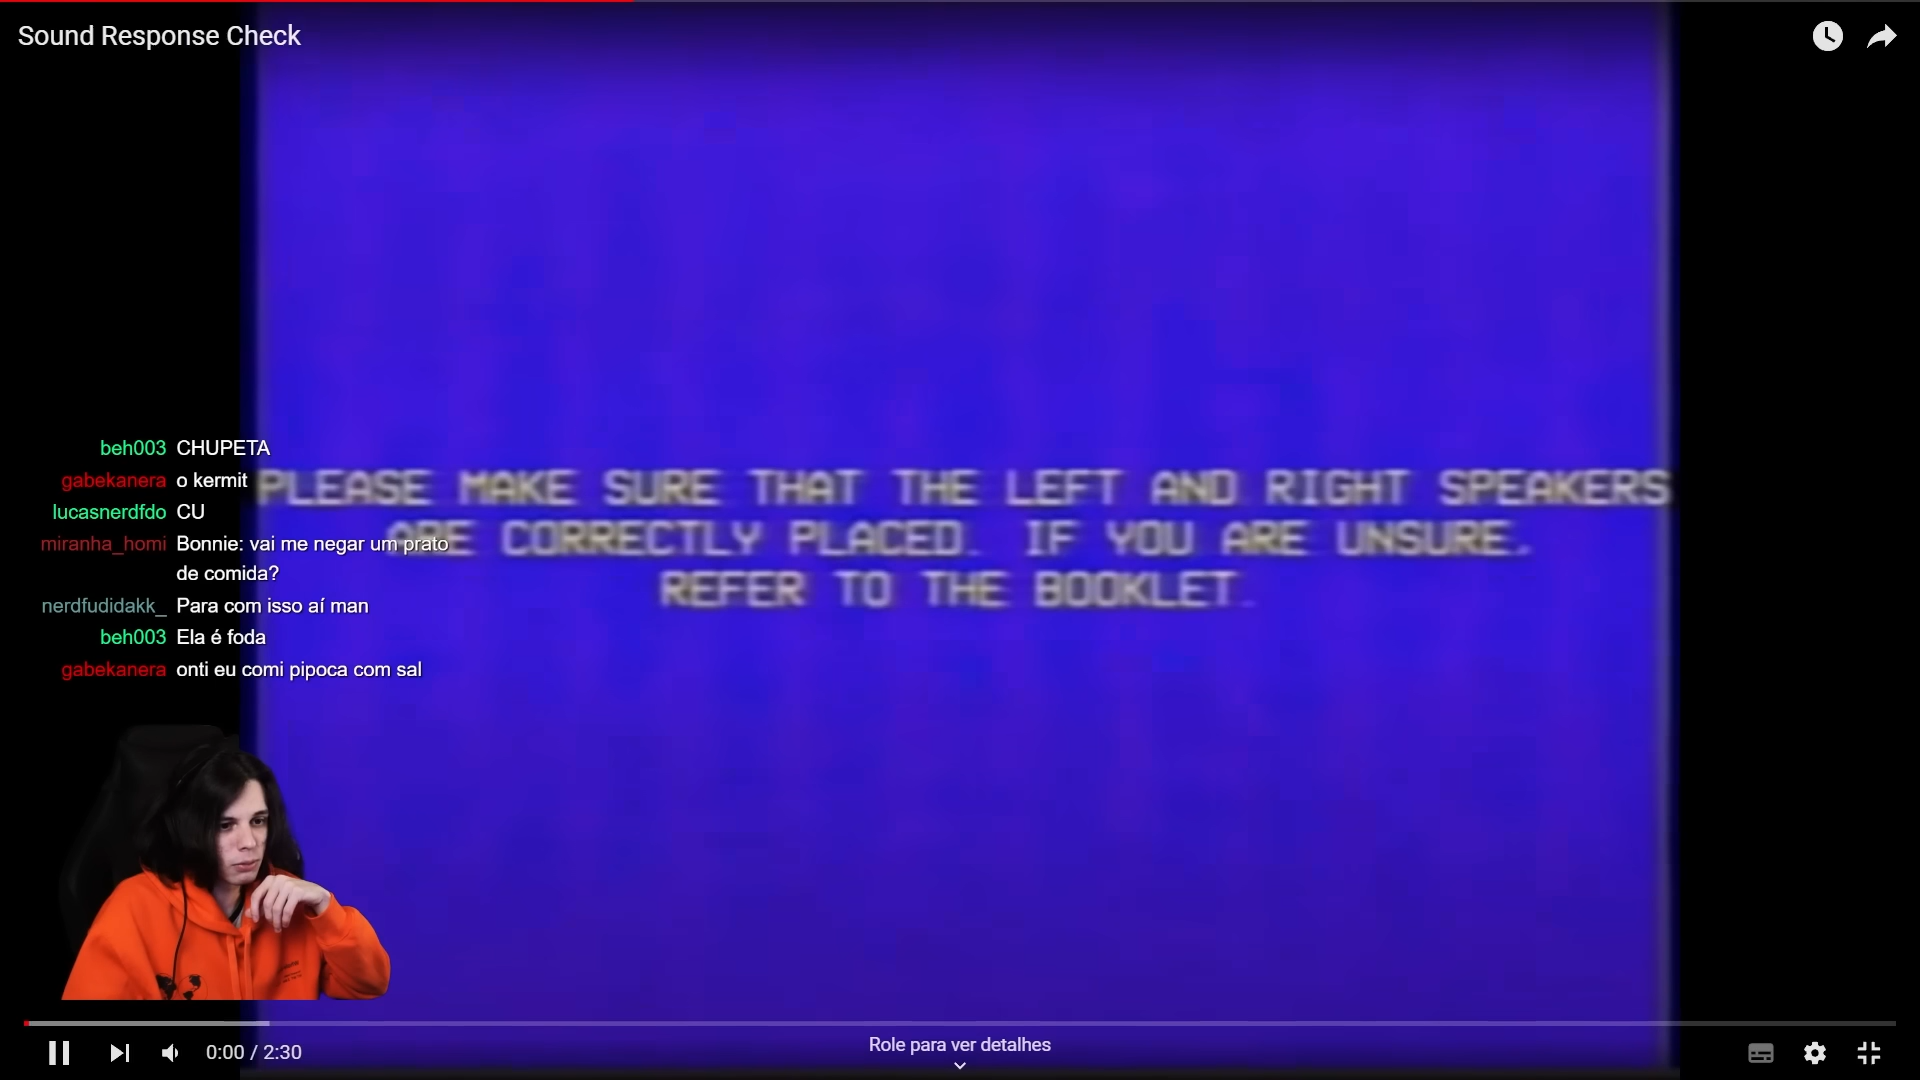 Sound Response Check
beh003 CHUPETA
gabekanera o kermit
lucasnerdfdo CU
miranha_homi Bonnie: vai me negar um prato
de comida?
nerdfudidakk_ Para com isso aí man
beh003 Ela é foda
gabekanera onti eu comi pipoca com sal
PLEASE MAKE SURE THAT THE LEFT AND RIGHT SPEAKERS
ARE CORRECTLY PLACED. IF YOU ARE UNSURE,
REFER TO THE BOOKLET.
0:00 / 2:30
Role para ver detalhes